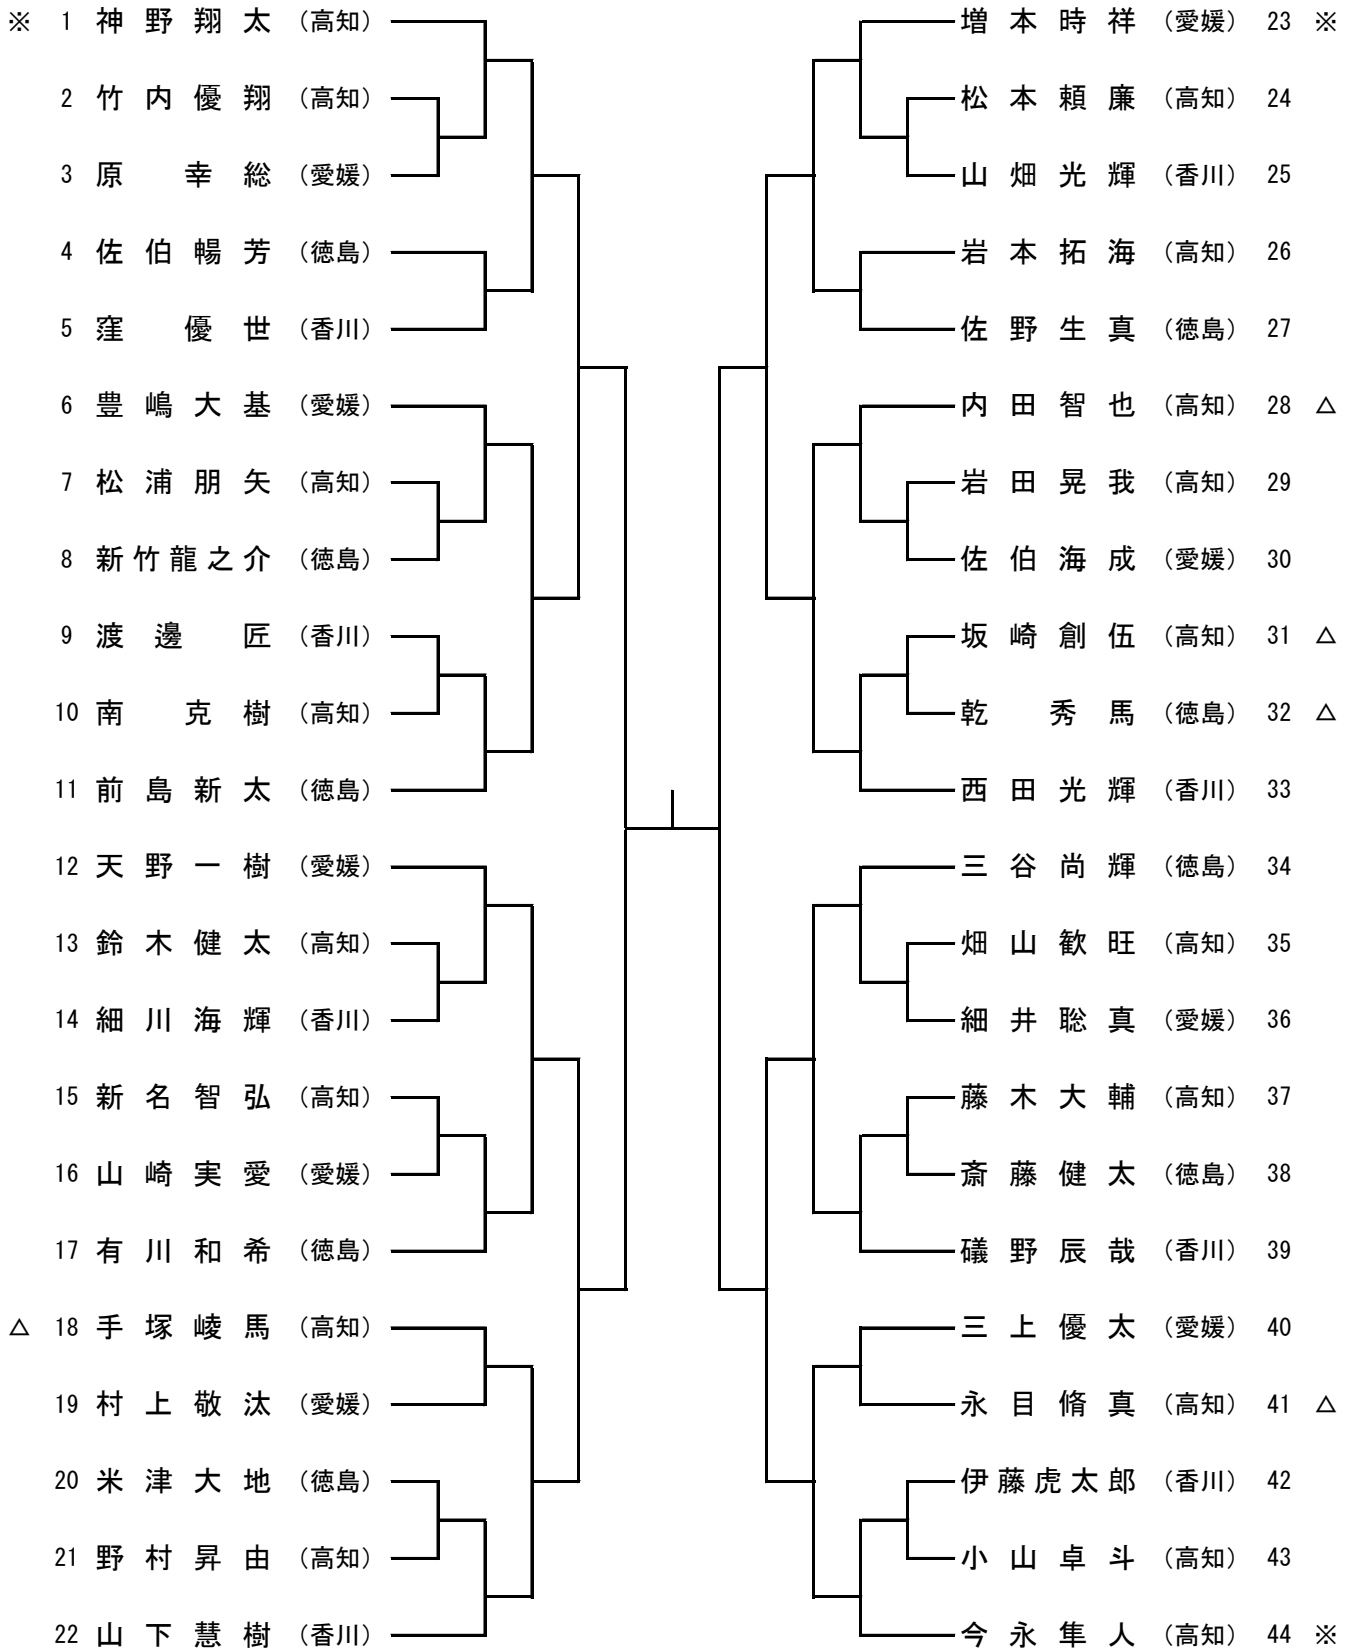 ※ 1 神野翔太 (高知)
2 竹内優翔 (高知)
3 原幸総 (愛媛)
4 佐伯暢芳 (徳島)
5 窪優世 (香川)
6 豊嶋大基 (愛媛)
7 松浦朋矢 (高知)
8 新竹龍之介 (徳島)
9 渡邊匠 (香川)
10 南克樹 (高知)
11 前島新太 (徳島)
12 天野一樹 (愛媛)
13 鈴木健太 (高知)
14 細川海輝 (香川)
15 新名智弘 (高知)
16 山崎実愛 (愛媛)
17 有川和希 (徳島)
△ 18 手塚崚馬 (高知)
19 村上敬汰 (愛媛)
20 米津大地 (徳島)
21 野村昇由 (高知)
22 山下慧樹 (香川)
増本時祥 (愛媛) 23 ※
松本頼廉 (高知) 24
山畑光輝 (香川) 25
岩本拓海 (高知) 26
佐野生真 (徳島) 27
内田智也 (高知) 28 △
岩田晃我 (高知) 29
佐伯海成 (愛媛) 30
坂崎創伍 (高知) 31 △
乾秀馬 (徳島) 32 △
西田光輝 (香川) 33
三谷尚輝 (徳島) 34
畑山歓旺 (高知) 35
細井聡真 (愛媛) 36
藤木大輔 (高知) 37
斎藤健太 (徳島) 38
礒野辰哉 (香川) 39
三上優太 (愛媛) 40
永目脩真 (高知) 41 △
伊藤虎太郎 (香川) 42
小山卓斗 (高知) 43
今永隼人 (高知) 44 ※